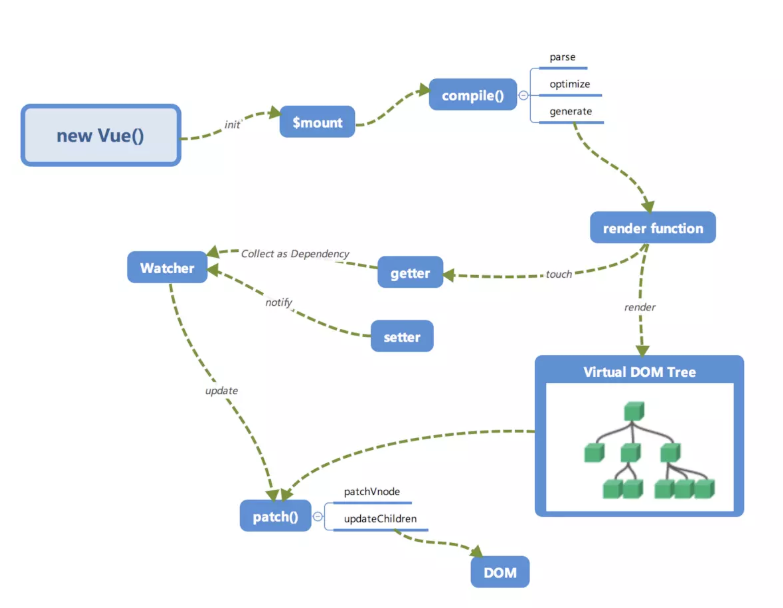 parse
compile()
optimize
generate
new Vue()
init
$mount
render function
Collect as Dependency
Watcher
getter
touch
notify
render
setter
Virtual DOM Tree
update
patchVnode
patch()
updateChildren
DOM